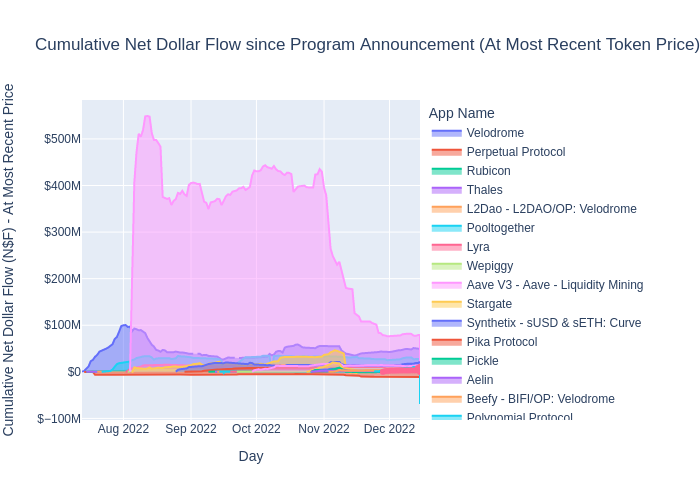 Cumulative Net Dollar Flow since Program Announcement (At Most Recent Token Price)
Cumulative Net Dollar Flow (N$F) - At Most Recent Price
$500M
$400M
$300M
$200M
$100M
$0
$−100M
Aug 2022
Sep 2022
Oct 2022
Nov 2022
Dec 2022
Day
App Name
Velodrome
Perpetual Protocol
Rubicon
Thales
L2Dao - L2DAO/OP: Velodrome
Pooltogether
Lyra
Wepiggy
Aave V3 - Aave - Liquidity Mining
Stargate
Synthetix - sUSD & sETH: Curve
Pika Protocol
Pickle
Aelin
Beefy - BIFI/OP: Velodrome
Polynomial Protocol